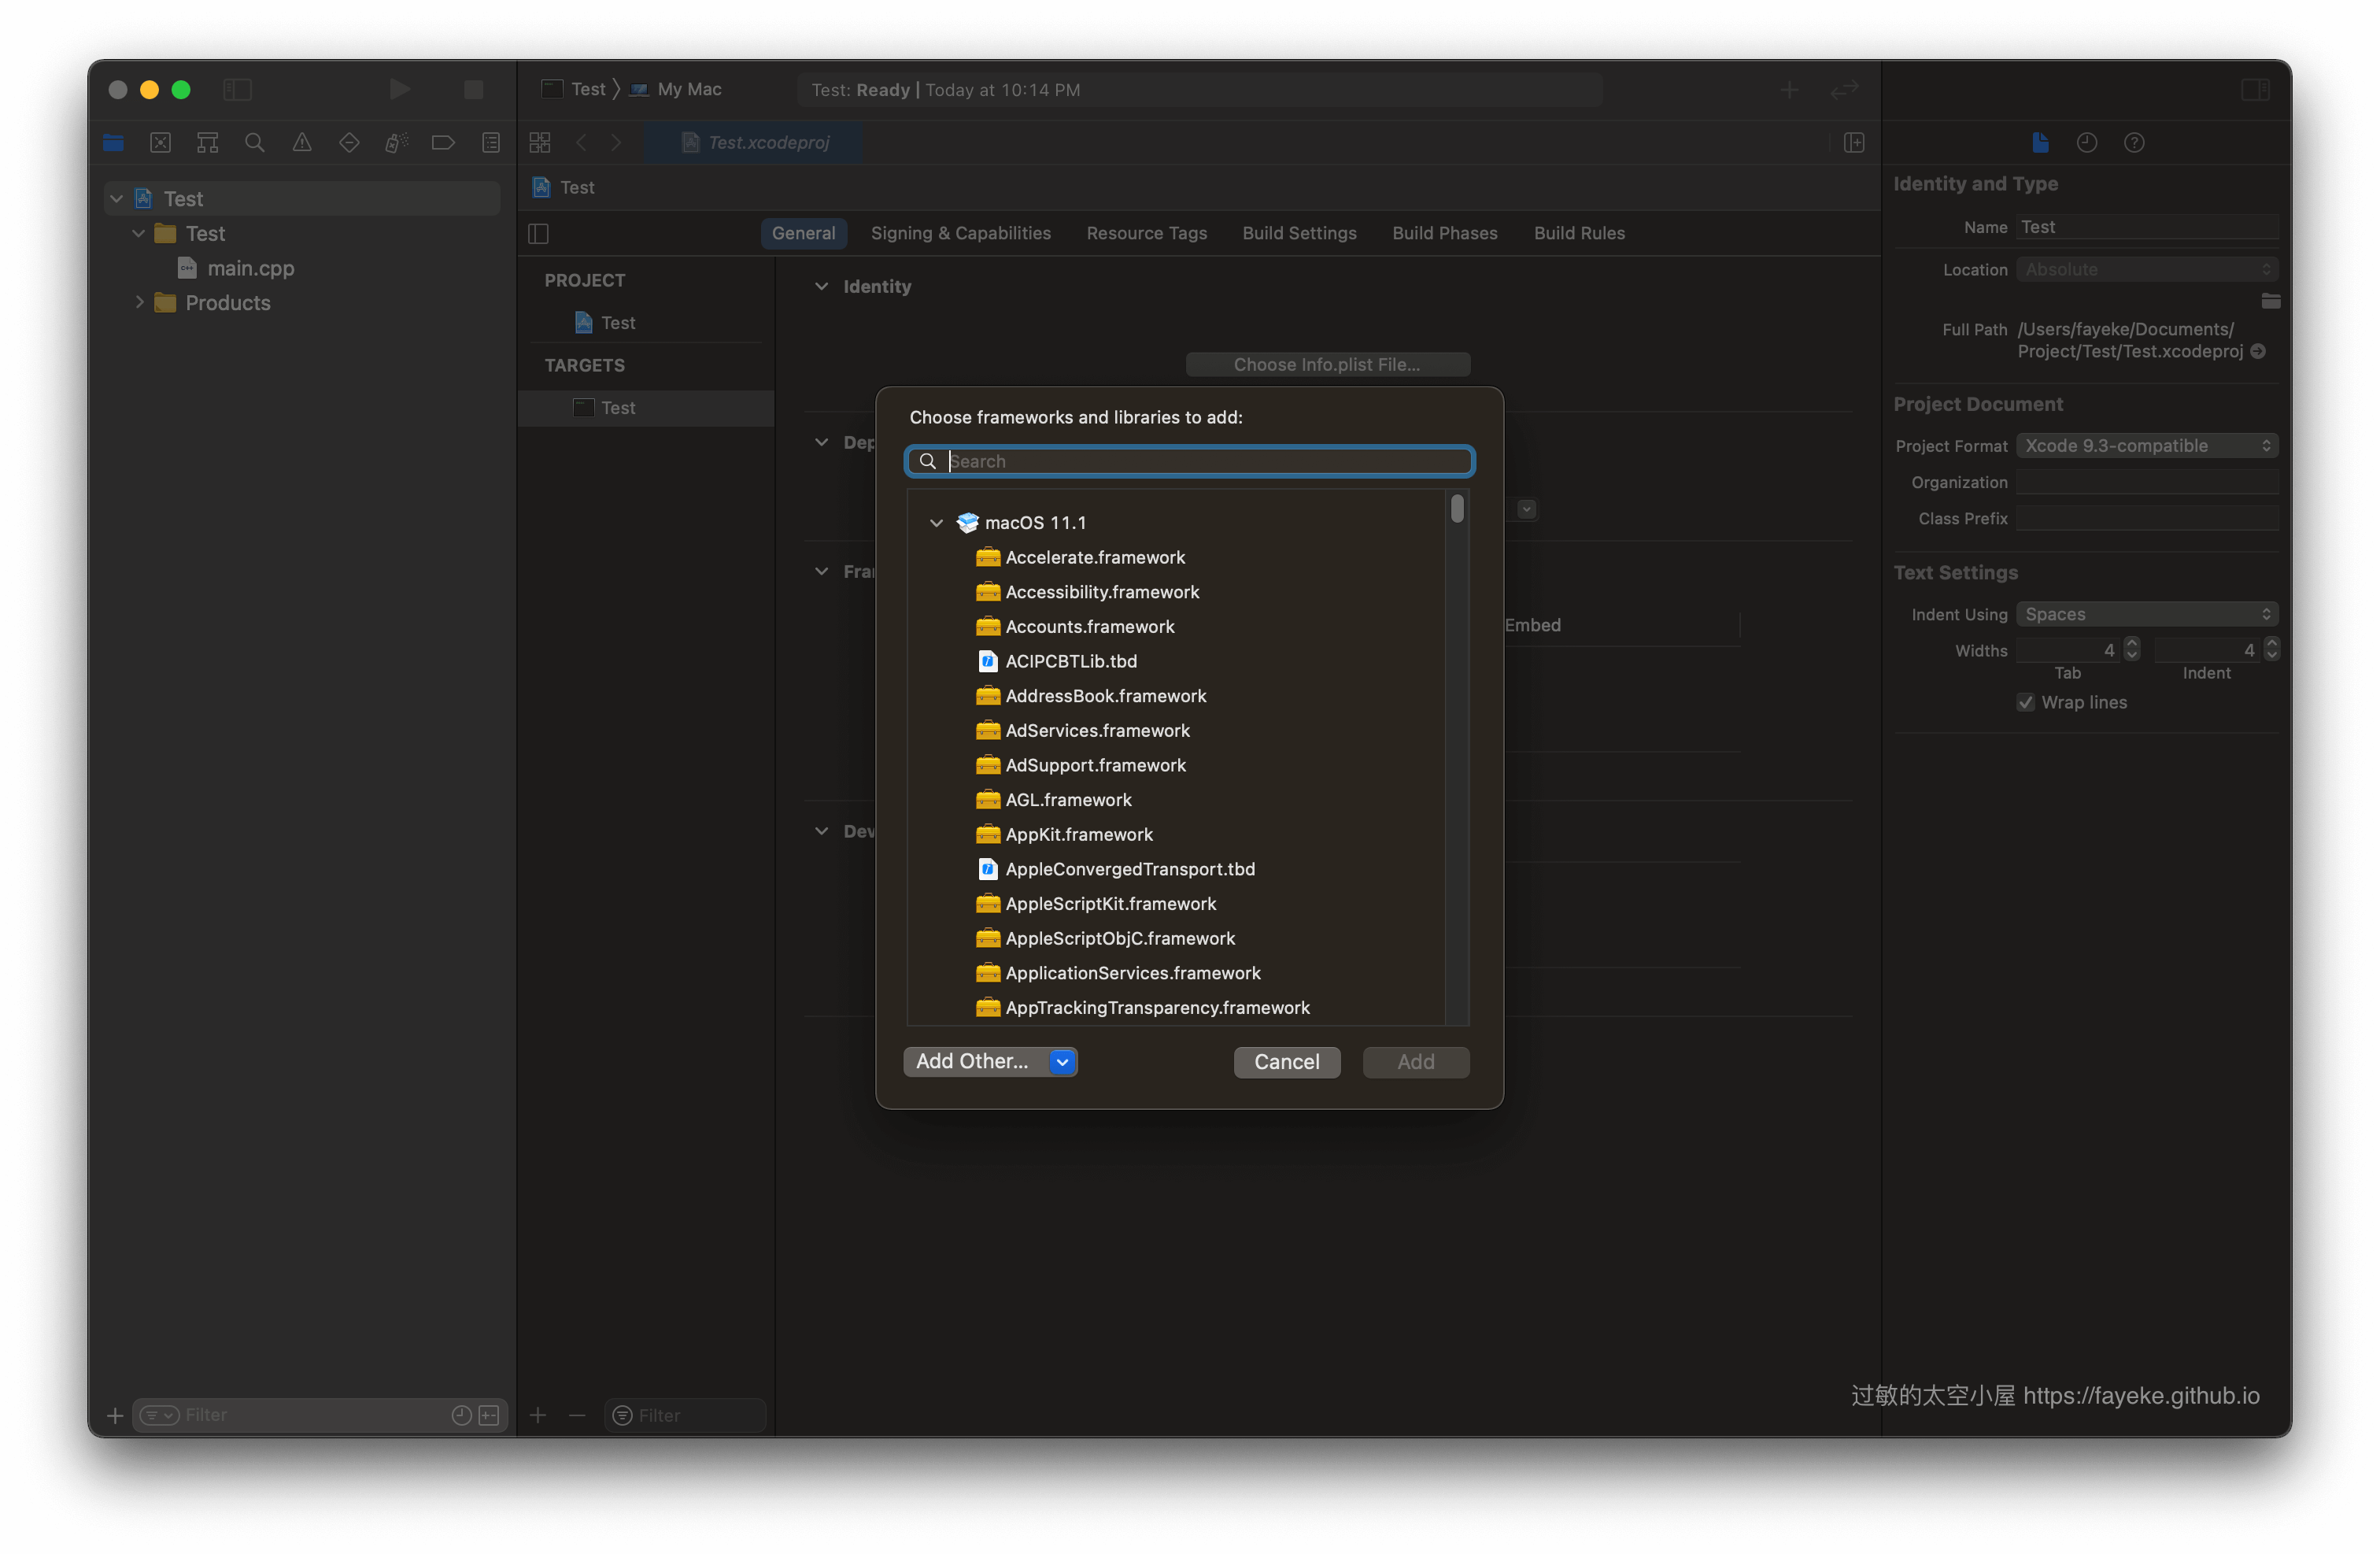 Test
My Mac
Test: Ready | Today at 10:14 PM
Test.xcodeproj
Test
Test
main.cpp
Products
Test
General
Signing & Capabilities
Resource Tags
Build Settings
Build Phases
Build Rules
PROJECT
Test
TARGETS
Test
Identity
Choose Info.plist File...
Dep
Fra
Embed
Dev
Choose frameworks and libraries to add:
Search
macOS 11.1
Accelerate.framework
Accessibility.framework
Accounts.framework
ACIPCBTLib.tbd
AddressBook.framework
AdServices.framework
AdSupport.framework
AGL.framework
AppKit.framework
AppleConvergedTransport.tbd
AppleScriptKit.framework
AppleScriptObjC.framework
ApplicationServices.framework
AppTrackingTransparency.framework
Add Other...
Cancel
Add
Identity and Type
Name Test
Location Absolute
Full Path /Users/fayeke/Documents/
Project/Test/Test.xcodeproj
Project Document
Project Format Xcode 9.3-compatible
Organization
Class Prefix
Text Settings
Indent Using Spaces
Widths 4 4
Tab Indent
Wrap lines
Filter
Filter
过敏的太空小屋 https://fayeke.github.io